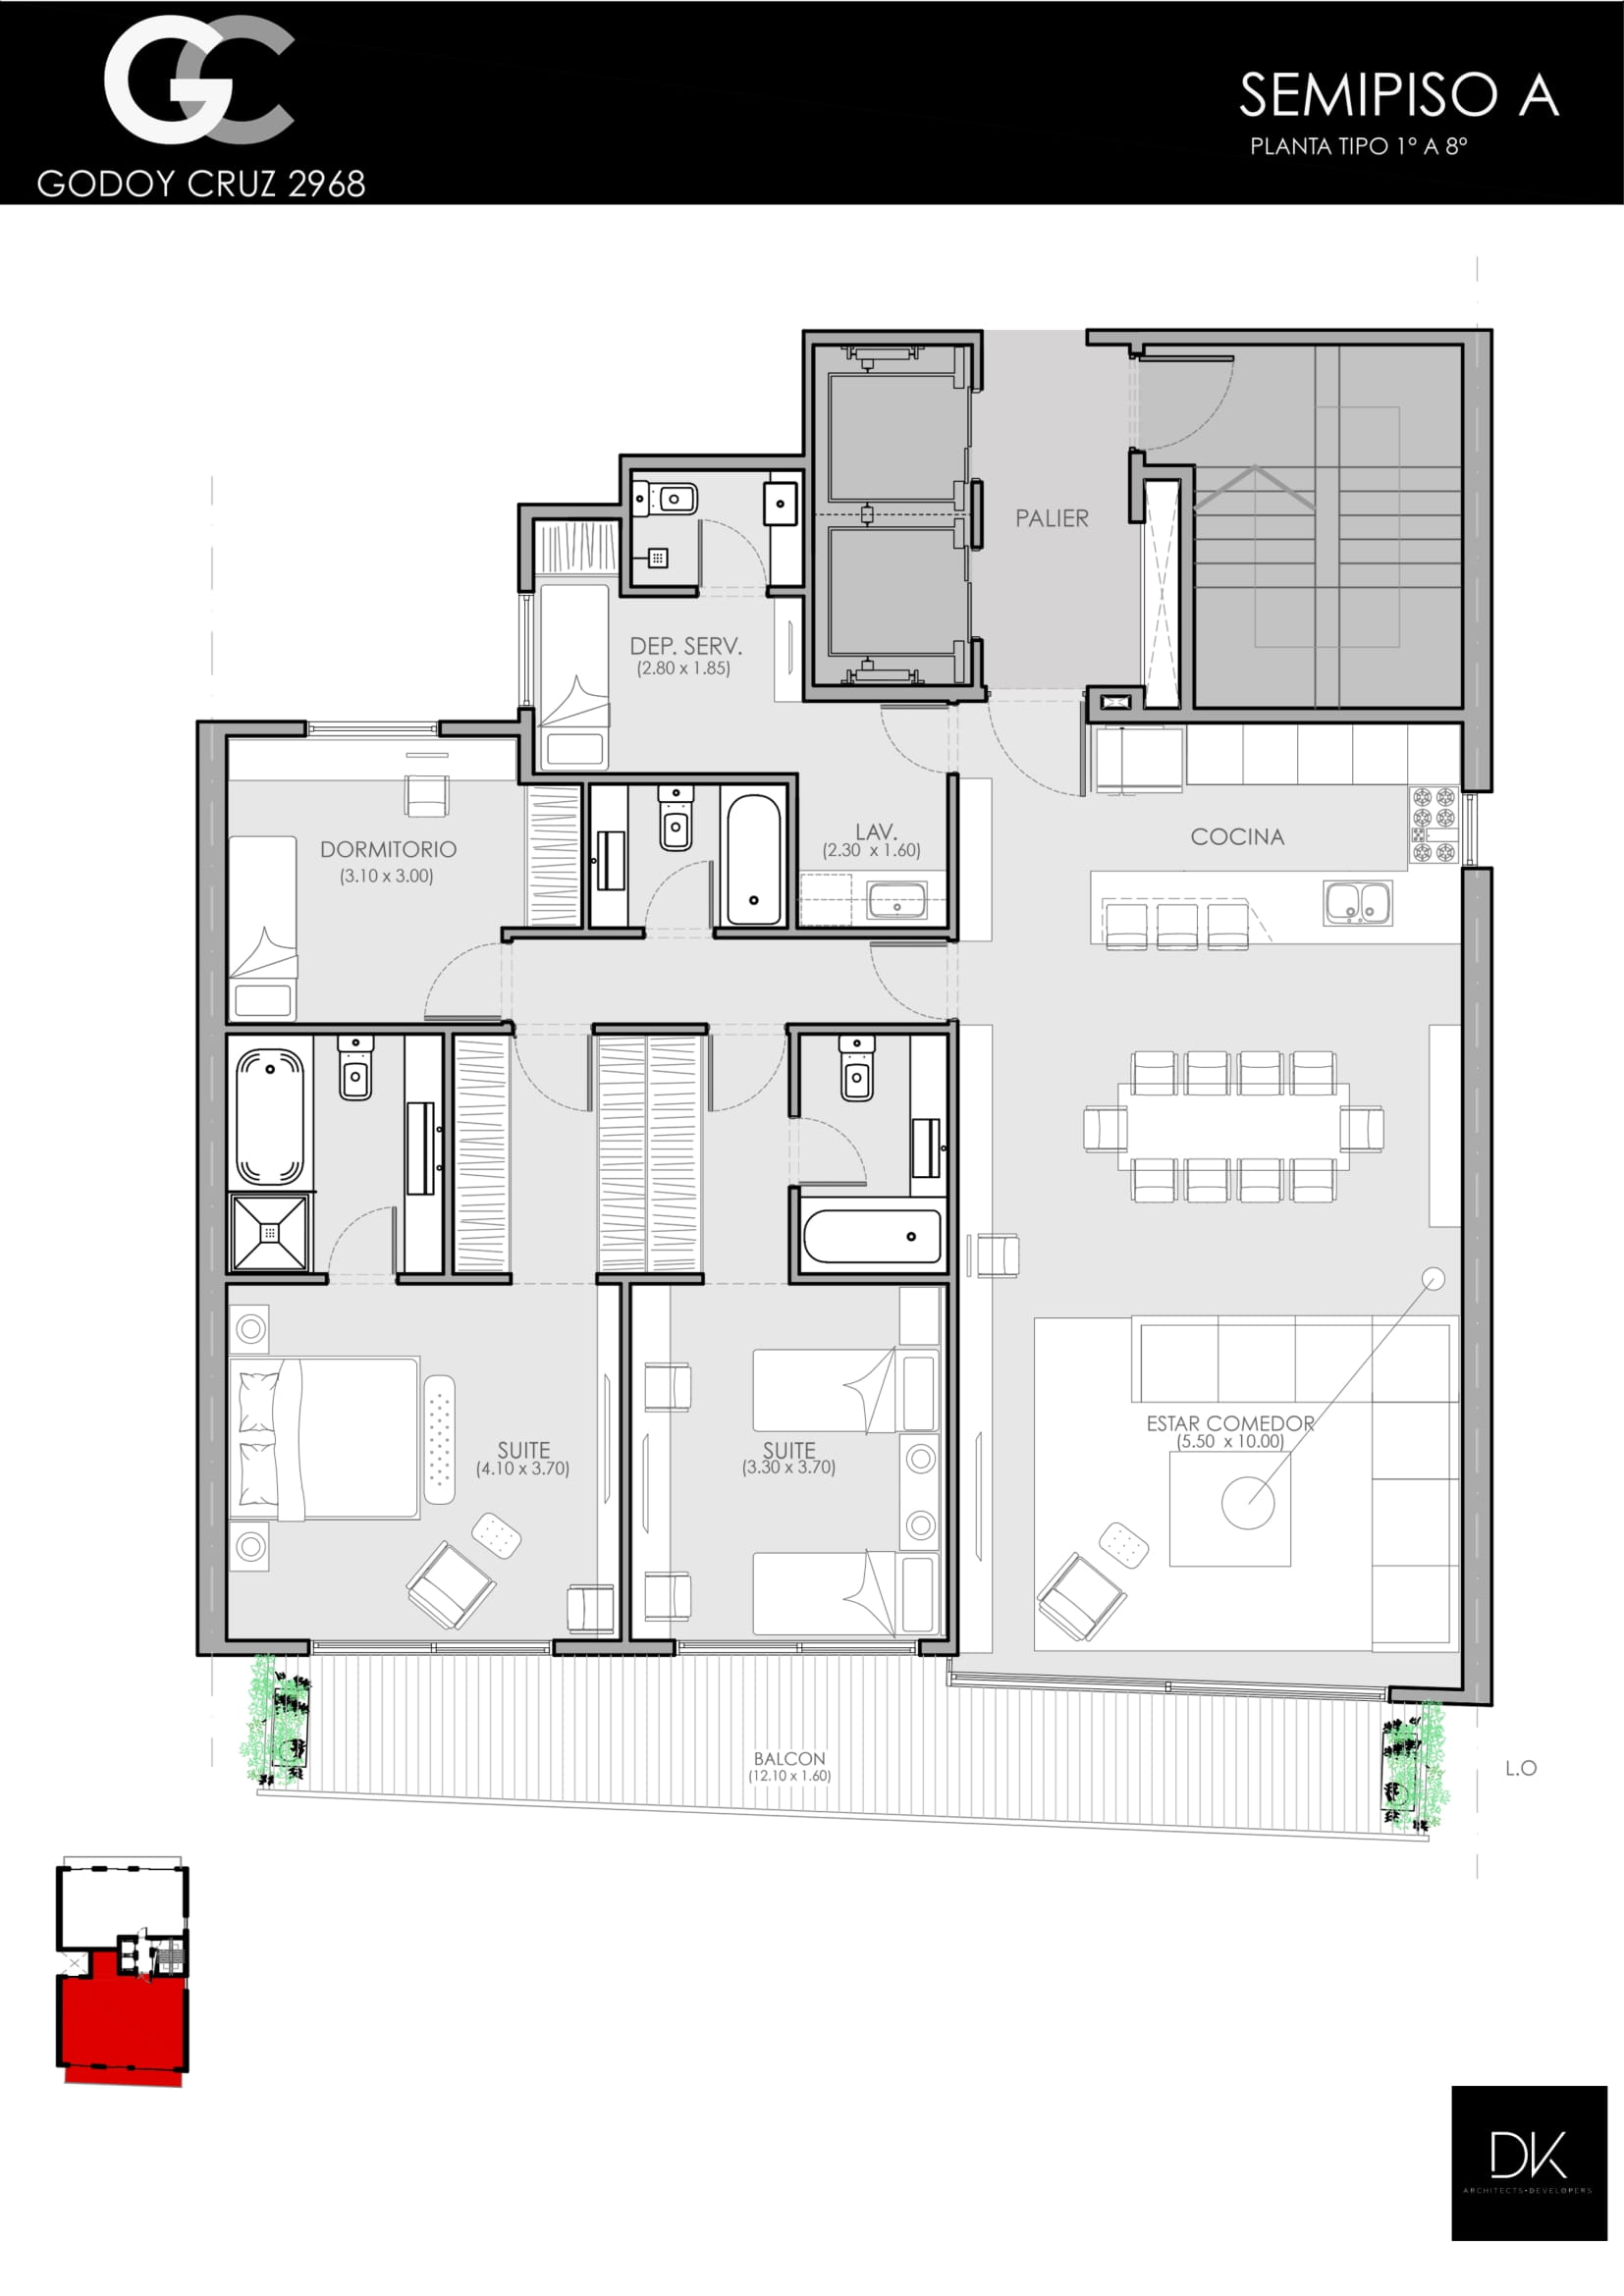 GC
GODOY CRUZ 2968
SEMIPISO A
PLANTA TIPO 1º A 8º
PALIER
DEP. SERV.
(2.80 x 1.85)
DORMITORIO
(3.10 x 3.00)
LAV.
(2.30 x 1.60)
COCINA
ESTAR COMEDOR
(5.50 x 10.00)
SUITE
(4.10 x 3.70)
SUITE
(3.30 x 3.70)
BALCON
(12.10 x 1.60)
L.O
DK
ARCHITECTS•DEVELOPERS